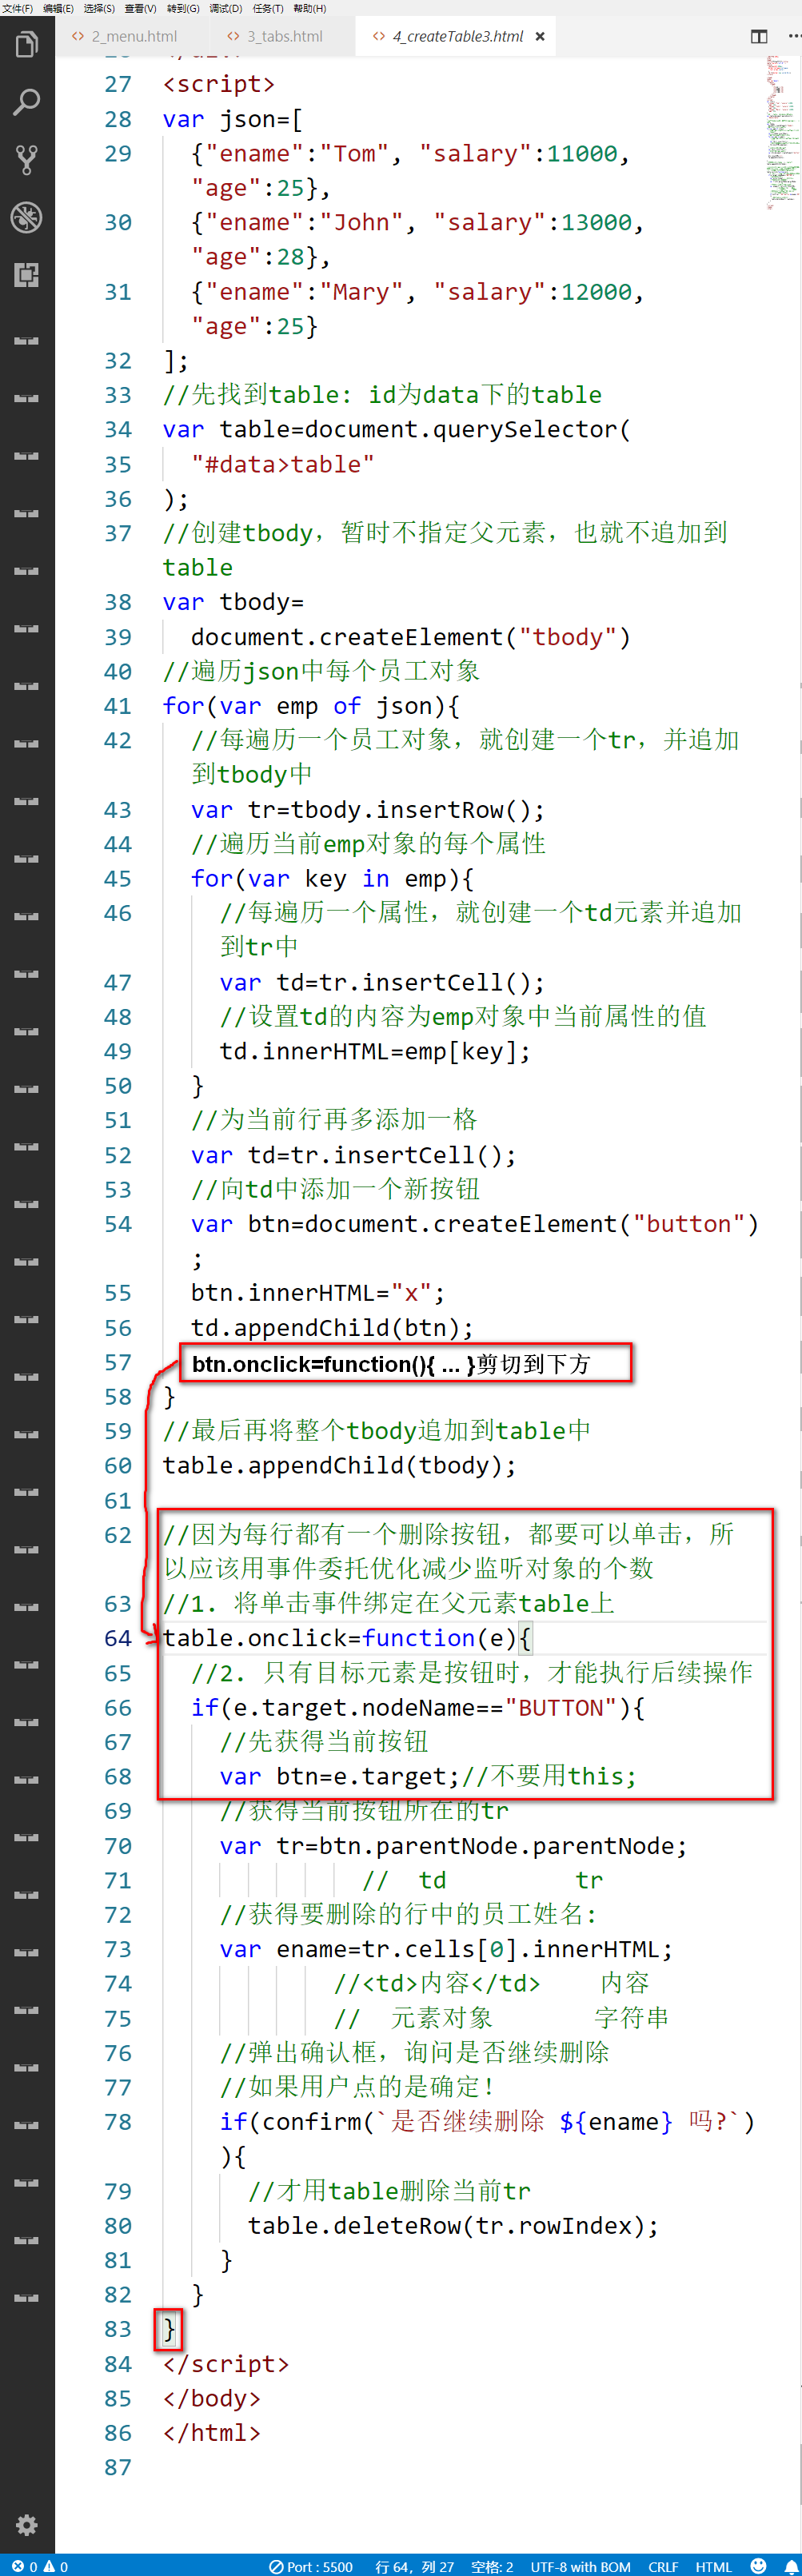 文件(F) 编辑(E) 选择(S) 查看(V) 转到(G) 调试(D) 任务(T) 帮助(H)
<> 2_menu.html <> 3_tabs.html <> 4_createTable3.html ×
27 <script>
28 var json=[
29 {"ename":"Tom", "salary":11000,
"age":25},
30 {"ename":"John", "salary":13000,
"age":28},
31 {"ename":"Mary", "salary":12000,
"age":25}
32 ];
33 //先找到table: id为data下的table
34 var table=document.querySelector(
35 "#data>table"
36 );
37 //创建tbody, 暂时不指定父元素, 也就不追加到
table
38 var tbody=
39 document.createElement("tbody")
40 //遍历json中每个员工对象
41 for(var emp of json){
42 //每遍历一个员工对象, 就创建一个tr, 并追加
到tbody中
43 var tr=tbody.insertRow();
44 //遍历当前emp对象的每个属性
45 for(var key in emp){
46 //每遍历一个属性, 就创建一个td元素并追加
到tr中
47 var td=tr.insertCell();
48 //设置td的内容为emp对象中当前属性的值
49 td.innerHTML=emp[key];
50 }
51 //为当前行再多添加一格
52 var td=tr.insertCell();
53 //向td中添加一个新按钮
54 var btn=document.createElement("button")
;
55 btn.innerHTML="x";
56 td.appendChild(btn);
57 btn.onclick=function(){ ... }剪切到下方
58 }
59 //最后再将整个tbody追加到table中
60 table.appendChild(tbody);
61
62 //因为每行都有一个删除按钮, 都要可以单击, 所
以应该用事件委托优化减少监听对象的个数
63 //1. 将单击事件绑定在父元素table上
64 table.onclick=function(e){
65 //2. 只有目标元素是按钮时, 才能执行后续操作
66 if(e.target.nodeName=="BUTTON"){
67 //先获得当前按钮
68 var btn=e.target;//不要用this;
69 //获得当前按钮所在的tr
70 var tr=btn.parentNode.parentNode;
71 // td tr
72 //获得要删除的行中的员工姓名:
73 var ename=tr.cells[0].innerHTML;
74 //<td>内容</td> 内容
75 // 元素对象 字符串
76 //弹出确认框, 询问是否继续删除
77 //如果用户点的是确定!
78 if(confirm(`是否继续删除 ${ename} 吗?`)
){
79 //才用table删除当前tr
80 table.deleteRow(tr.rowIndex);
81 }
82 }
83 }
84 </script>
85 </body>
86 </html>
87
0 0 Port : 5500 行 64, 列 27 空格: 2 UTF-8 with BOM CRLF HTML